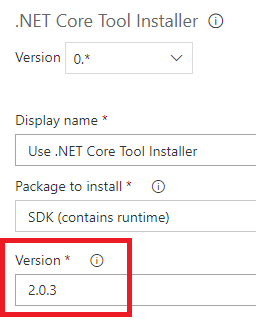 .NET Core Tool Installer
Version 0.*
Display name *
Use .NET Core Tool Installer
Package to install *
SDK (contains runtime)
Version *
2.0.3